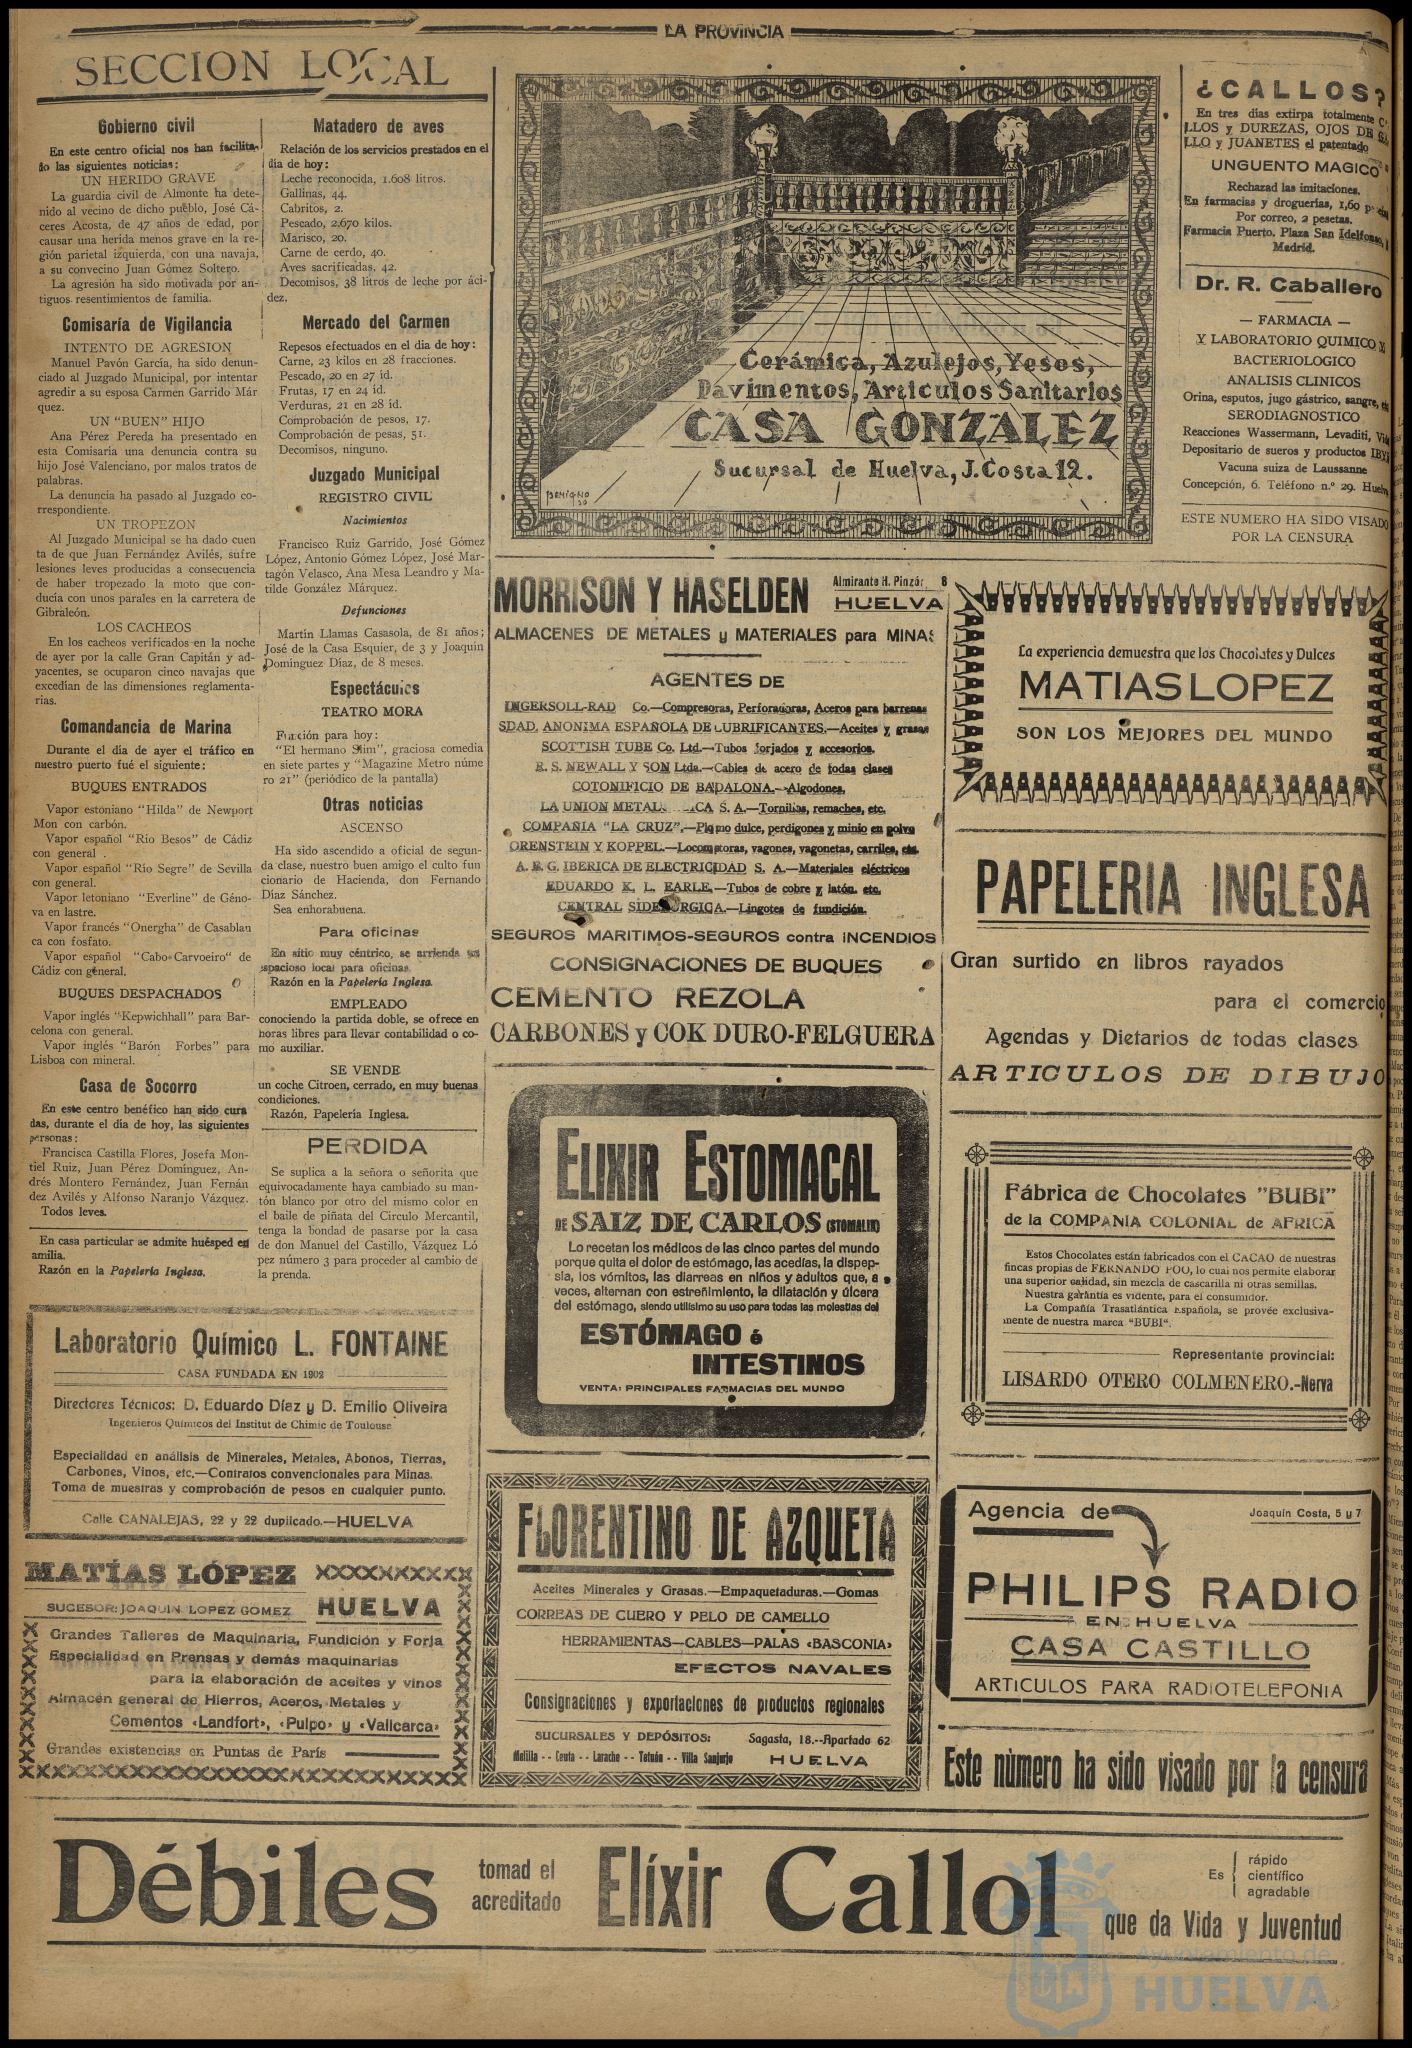 LA PROVINCIA
SECCION LOCAL
Gobierno civil
En este centro oficial nos han facilita-
do las siguientes noticias:
UN HERIDO GRAVE
La guardia civil de Almonte ha dete-
nido al vecino de dicho pueblo, José Cá-
ceres Acosta, de 47 años de edad, por
causar una herida menos grave en la re-
gión parietal izquierda, con una navaja,
a su convecino Juan Gómez Soltero.
La agresión ha sido motivada por an-
tiguos resentimientos de familia.
Comisaría de Vigilancia
INTENTO DE AGRESION
Manuel Pavón García, ha sido denun-
ciado al Juzgado Municipal, por intentar
agredir a su esposa Carmen Garrido Már
quez.
UN "BUEN" HIJO
Ana Pérez Pereda ha presentado en
esta Comisaria una denuncia contra su
hijo José Valenciano, por malos tratos de
palabras.
La denuncia ha pasado al Juzgado co-
rrespondiente.
UN TROPEZON
Al Juzgado Municipal se ha dado cuen
ta de que Juan Fernández Avilés, sufre
lesiones leves producidas a consecuencia
de haber tropezado la moto que con-
ducía con unos parales en la carretera de
Gibraleón.
LOS CACHEOS
En los cacheos verificados en la noche
de ayer por la calle Gran Capitán y ad-
yacentes, se ocuparon cinco navajas que
excedían de las dimensiones reglamenta-
rias.
Comandancia de Marina
Durante el día de ayer el tráfico en
nuestro puerto fué el siguiente:
BUQUES ENTRADOS
Vapor estoniano "Hilda" de Newport
Mon con carbón.
Vapor español "Río Besos" de Cádiz
con general .
Vapor español "Río Segre" de Sevilla
con general.
Vapor letoniano "Everline" de Géno-
va en lastre.
Vapor francés "Onergha" de Casablan
ca con fosfato.
Vapor español "Cabo Carvoeiro" de
Cádiz con general.
BUQUES DESPACHADOS
Vapor inglés "Kepwichhall" para Bar-
celona con general.
Vapor inglés "Barón Forbes" para
Lisboa con mineral.
Casa de Socorro
En este centro benéfico han sido cura
das, durante el día de hoy, las siguientes
personas:
Francisca Castilla Flores, Josefa Mon-
tiel Ruiz, Juan Pérez Domínguez, An-
drés Montero Fernández, Juan Fernán
dez Avilés y Alfonso Naranjo Vázquez.
Todos leves.
En casa particular se admite huésped en
amilia.
Razón en la Papelería Inglesa.
Matadero de aves
Relación de los servicios prestados en el
día de hoy:
Leche reconocida, 1.608 litros.
Gallinas, 44.
Cabritos, 2.
Pescado, 2.670 kilos.
Marisco, 20.
Carne de cerdo, 40.
Aves sacrificadas, 42.
Decomisos, 38 litros de leche por áci-
dez.
Mercado del Carmen
Repesos efectuados en el dia de hoy:
Carne, 23 kilos en 28 fracciones.
Pescado, 20 en 27 id.
Frutas, 17 en 24 id.
Verduras, 21 en 28 id.
Comprobación de pesos, 17.
Comprobación de pesas, 51.
Decomisos, ninguno.
Juzgado Municipal
REGISTRO CIVIL
Nacimientos
Francisco Ruiz Garrido, José Gómez
López, Antonio Gómez López, José Mar-
tagón Velasco, Ana Mesa Leandro y Ma-
tilde González Márquez.
Defunciones
Martín Llamas Casasola, de 81 años;
José de la Casa Esquier, de 3 y Joaquin
Domínguez Díaz, de 8 meses.
Espectáculos
TEATRO MORA
Función para hoy:
"El hermano Slim", graciosa comedia
en siete partes y "Magazine Metro núme
ro 21" (periódico de la pantalla)
Otras noticias
ASCENSO
Ha sido ascendido a oficial de segun-
da clase, nuestro buen amigo el culto fun
cionario de Hacienda, don Fernando
Díaz Sánchez.
Sea enhorabuena.
Para oficinas
En sitio muy céntrico, se arrienda un
espacioso local para oficinas.
Razón en la Papelería Inglesa.
EMPLEADO
conociendo la partida doble, se ofrece en
horas libres para llevar contabilidad o co-
mo auxiliar.
SE VENDE
un coche Citroen, cerrado, en muy buenas
condiciones.
Razón, Papelería Inglesa.
PERDIDA
Se suplica a la señora o señorita que
equivocadamente haya cambiado su man-
tón blanco por otro del mismo color en
el baile de piñata del Circulo Mercantil,
tenga la bondad de pasarse por la casa
de don Manuel del Castillo, Vázquez Ló
pez número 3 para proceder al cambio de
la prenda.
Laboratorio Químico L. FONTAINE
CASA FUNDADA EN 1902
Directores Técnicos: D. Eduardo Díaz y D. Emilio Oliveira
Ingenieros Químicos del Institut de Chimie de Toulouse
Especialidad en análisis de Minerales, Metales, Abonos, Tierras,
Carbones, Vinos, etc.—Contratos convencionales para Minas.
Toma de muestras y comprobación de pesos en cualquier punto.
Calle CANALEJAS, 22 y 22 duplicado.—HUELVA
MATÍAS LÓPEZ
SUCESOR: JOAQUIN LOPEZ GOMEZ HUELVA
Grandes Talleres de Maquinaria, Fundición y Forja
Especialidad en Prensas y demás maquinarias
para la elaboración de aceites y vinos
Almacén general de Hierros, Aceros, Metales y
Cementos «Landfort», «Pulpo» y «Vallcarca»
Grandes existencias en Puntas de París
Cerámica, Azulejos, Yesos,
Pavimentos, Articulos Sanitarios
CASA GONZALEZ
Sucursal de Huelva, J. Costa 12.
MORRISON Y HASELDEN
Almirante H. Pinzón 8
HUELVA
ALMACENES DE METALES y MATERIALES para MINAS
AGENTES DE
INGERSOLL-RAD Co.—Compresoras, Perforadoras, Aceros para barrenas
SDAD. ANONIMA ESPAÑOLA DE LUBRIFICANTES.—Aceites y grasas
SCOTTISH TUBE Co. Ltd.—Tubos forjados y accesorios.
R. S. NEWALL Y SON Ltda.—Cables de acero de todas clases
COTONIFICIO DE BADALONA.—Algodones.
LA UNION METAL ICA S. A.—Tornillas, remaches, etc.
COMPAÑIA "LA CRUZ".—Plomo dulce, perdigones y minio en polvo
ORENSTEIN Y KOPPEL.—Locomotoras, vagones, vagonetas, carriles, etc.
A. E. G. IBERICA DE ELECTRICIDAD S. A.—Materiales eléctricos
EDUARDO K. L. EARLE.—Tubos de cobre y latón. etc.
CENTRAL SIDERURGICA.—Lingotes de fundición.
SEGUROS MARITIMOS-SEGUROS contra INCENDIOS
CONSIGNACIONES DE BUQUES
CEMENTO REZOLA
CARBONES y COK DURO-FELGUERA
ELIXIR ESTOMACAL
DE SAIZ DE CARLOS (STOMALIX)
Lo recetan los médicos de las cinco partes del mundo
porque quita el dolor de estómago, las acedías, la dispep-
sia, los vómitos, las diarreas en niños y adultos que, a
veces, alternan con estreñimiento, la dilatación y úlcera
del estómago, siendo utilísimo su uso para todas las molestias del
ESTÓMAGO é
INTESTINOS
VENTA: PRINCIPALES FARMACIAS DEL MUNDO
FLORENTINO DE AZQUETA
Aceites Minerales y Grasas.—Empaquetaduras.—Gomas
CORREAS DE CUERO Y PELO DE CAMELLO
HERRAMIENTAS—CABLES—PALAS «BASCONIA»
EFECTOS NAVALES
Consignaciones y exportaciones de productos regionales
SUCURSALES Y DEPÓSITOS:
Melilla -- Ceuta -- Larache -- Tetuán -- Villa Sanjurjo
Sagasta, 18.--Apartado 62
HUELVA
¿CALLOS?
En tres días extirpa totalmente C
LLOS y DUREZAS, OJOS DE GA
LLO y JUANETES el patentado
UNGUENTO MAGICO
Rechazad las imitaciones.
En farmacias y droguerías, 1,60
Por correo, 2 pesetas.
Farmacia Puerto. Plaza San Idelfonso,
Madrid.
Dr. R. Caballero
— FARMACIA —
Y LABORATORIO QUIMICO Y
BACTERIOLOGICO
ANALISIS CLINICOS
Orina, esputos, jugo gástrico, sangre, etc
SERODIAGNOSTICO
Reacciones Wassermann, Levaditi,
Depositario de sueros y productos IBYS
Vacuna suiza de Laussanne
Concepción, 6. Teléfono n.º 29. Huelva
ESTE NUMERO HA SIDO VISADO
POR LA CENSURA
La experiencia demuestra que los Chocolates y Dulces
MATIAS LOPEZ
SON LOS MEJORES DEL MUNDO
PAPELERIA INGLESA
Gran surtido en libros rayados
para el comercio
Agendas y Dietarios de todas clases
ARTICULOS DE DIBUJO
Fábrica de Chocolates "BUBI"
de la COMPAÑIA COLONIAL de AFRICA
Estos Chocolates están fabricados con el CACAO de nuestras
fincas propias de FERNANDO POO, lo cual nos permite elaborar
una superior calidad, sin mezcla de cascarilla ni otras semillas.
Nuestra garantía es vidente, para el consumidor.
La Compañía Trasatlántica Española, se provée exclusiva-
mente de nuestra marca "BUBI".
Representante provincial:
LISARDO OTERO COLMENERO.-Nerva
Agencia de
Joaquín Costa, 5 y 7
PHILIPS RADIO
EN HUELVA
CASA CASTILLO
ARTICULOS PARA RADIOTELEFONIA
Este número ha sido visado por la censura
Débiles
tomad el
acreditado
Elíxir Callol
Es
rápido
científico
agradable
que da Vida y Juventud
Ayuntamiento de
HUELVA